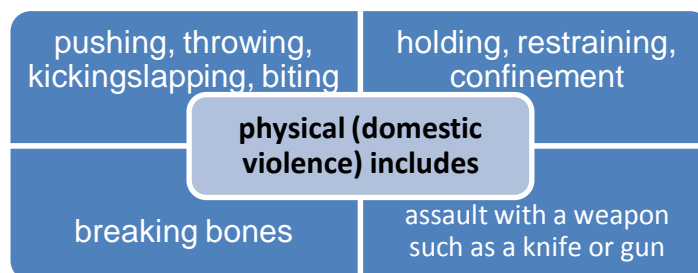 pushing, throwing,
kickingslapping, biting
holding, restraining,
confinement
physical (domestic
violence) includes
breaking bones
assault with a weapon
such as a knife or gun